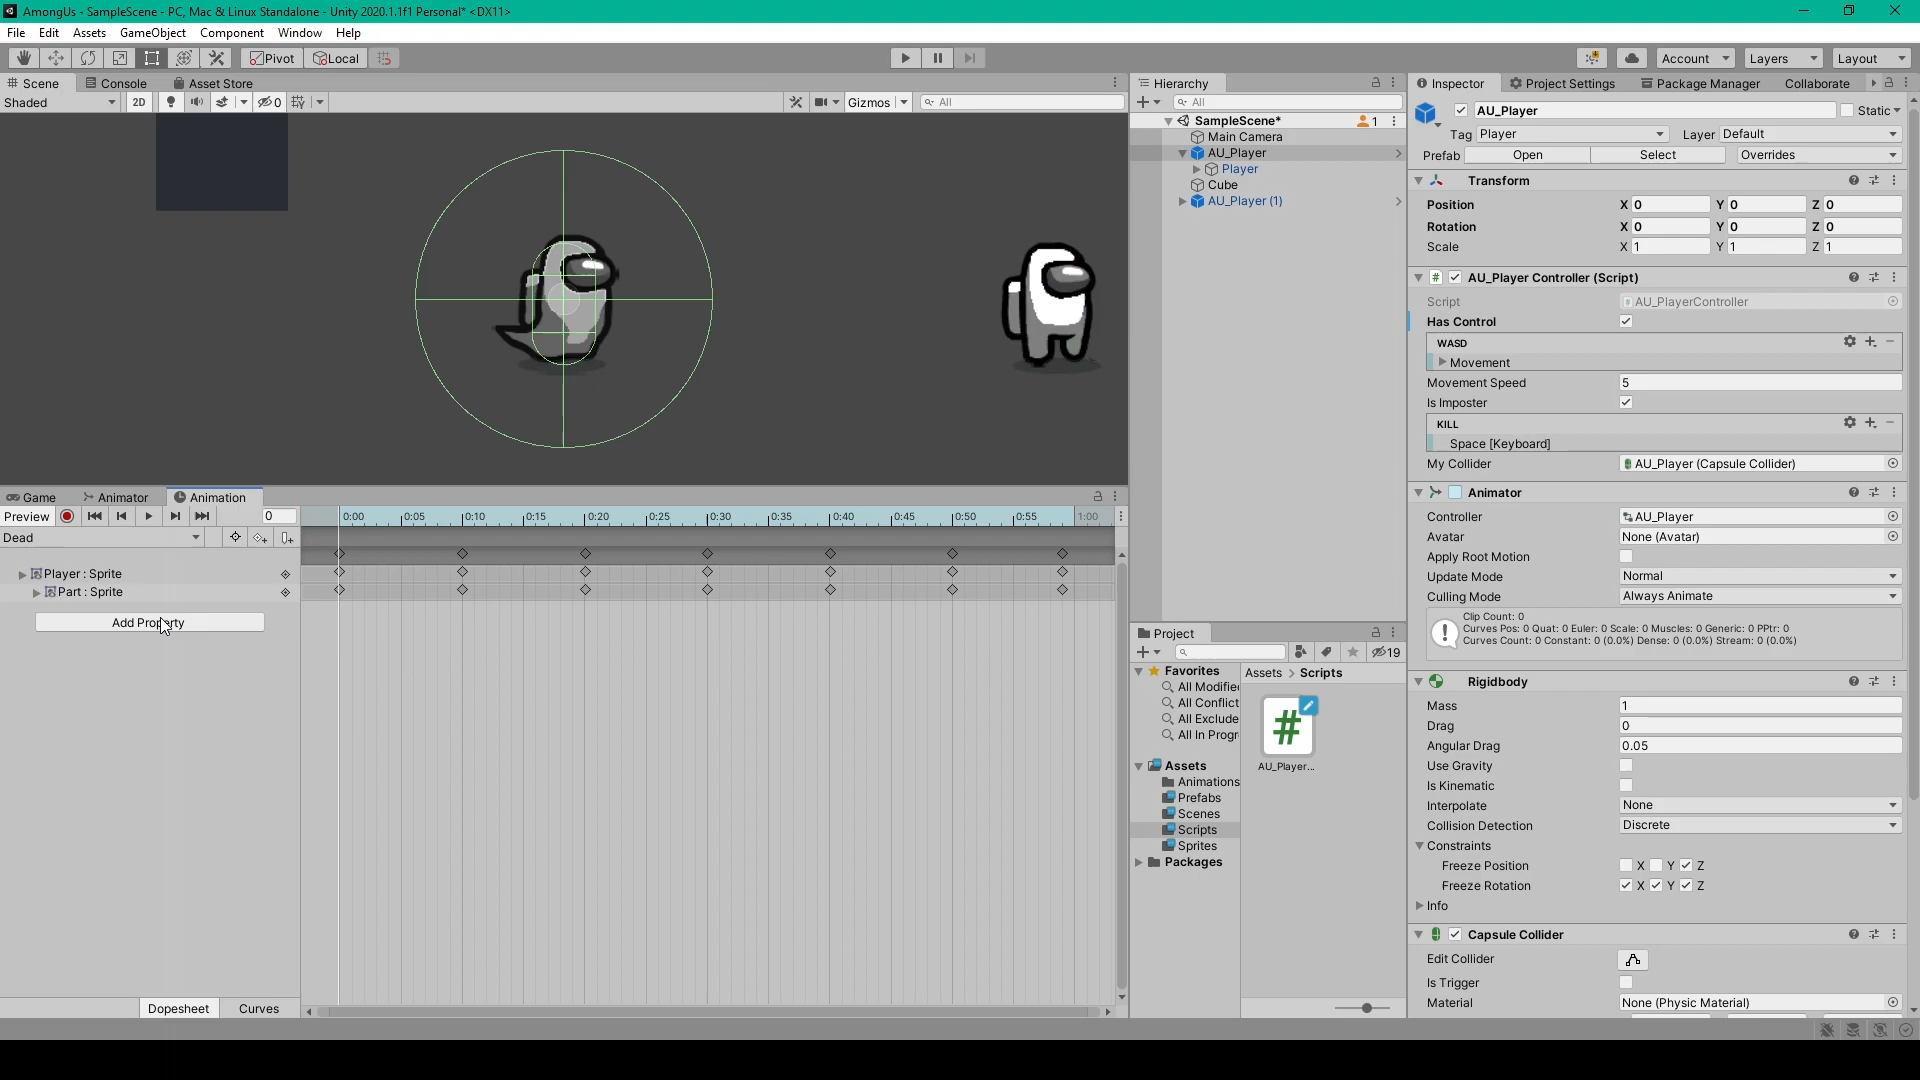 AmongUs - SampleScene - PC, Mac & Linux Standalone - Unity 2020.1.1f1 Personal* <DX11>
File Edit Assets GameObject Component Window Help
Pivot Local Account Layers Layout
Scene Console Asset Store
Shaded 2D 0 Gizmos All
Game Animator Animation
Preview 0 0:00 0:05 0:10 0:15 0:20 0:25 0:30 0:35 0:40 0:45 0:50 0:55 1:00
Dead
Player : Sprite
Part : Sprite
Add Property
Dopesheet Curves
Hierarchy
All
SampleScene* 1
Main Camera
AU_Player
Player
Cube
AU_Player (1)
Project
19
Favorites
All Modifie
All Conflict
All Exclude
All In Progr
Assets
Animations
Prefabs
Scenes
Scripts
Sprites
Packages
Assets > Scripts
AU_Player...
Inspector Project Settings Package Manager Collaborate
AU_Player Static
Tag Player Layer Default
Prefab Open Select Overrides
Transform
Position X 0 Y 0 Z 0
Rotation X 0 Y 0 Z 0
Scale X 1 Y 1 Z 1
# AU_Player Controller (Script)
Script AU_PlayerController
Has Control
WASD
Movement
Movement Speed 5
Is Imposter
KILL
Space [Keyboard]
My Collider AU_Player (Capsule Collider)
Animator
Controller AU_Player
Avatar None (Avatar)
Apply Root Motion
Update Mode Normal
Culling Mode Always Animate
Clip Count: 0
Curves Pos: 0 Quat: 0 Euler: 0 Scale: 0 Muscles: 0 Generic: 0 PPtr: 0
Curves Count: 0 Constant: 0 (0.0%) Dense: 0 (0.0%) Stream: 0 (0.0%)
Rigidbody
Mass 1
Drag 0
Angular Drag 0.05
Use Gravity
Is Kinematic
Interpolate None
Collision Detection Discrete
Constraints
Freeze Position X Y Z
Freeze Rotation X Y Z
Info
Capsule Collider
Edit Collider
Is Trigger
Material None (Physic Material)